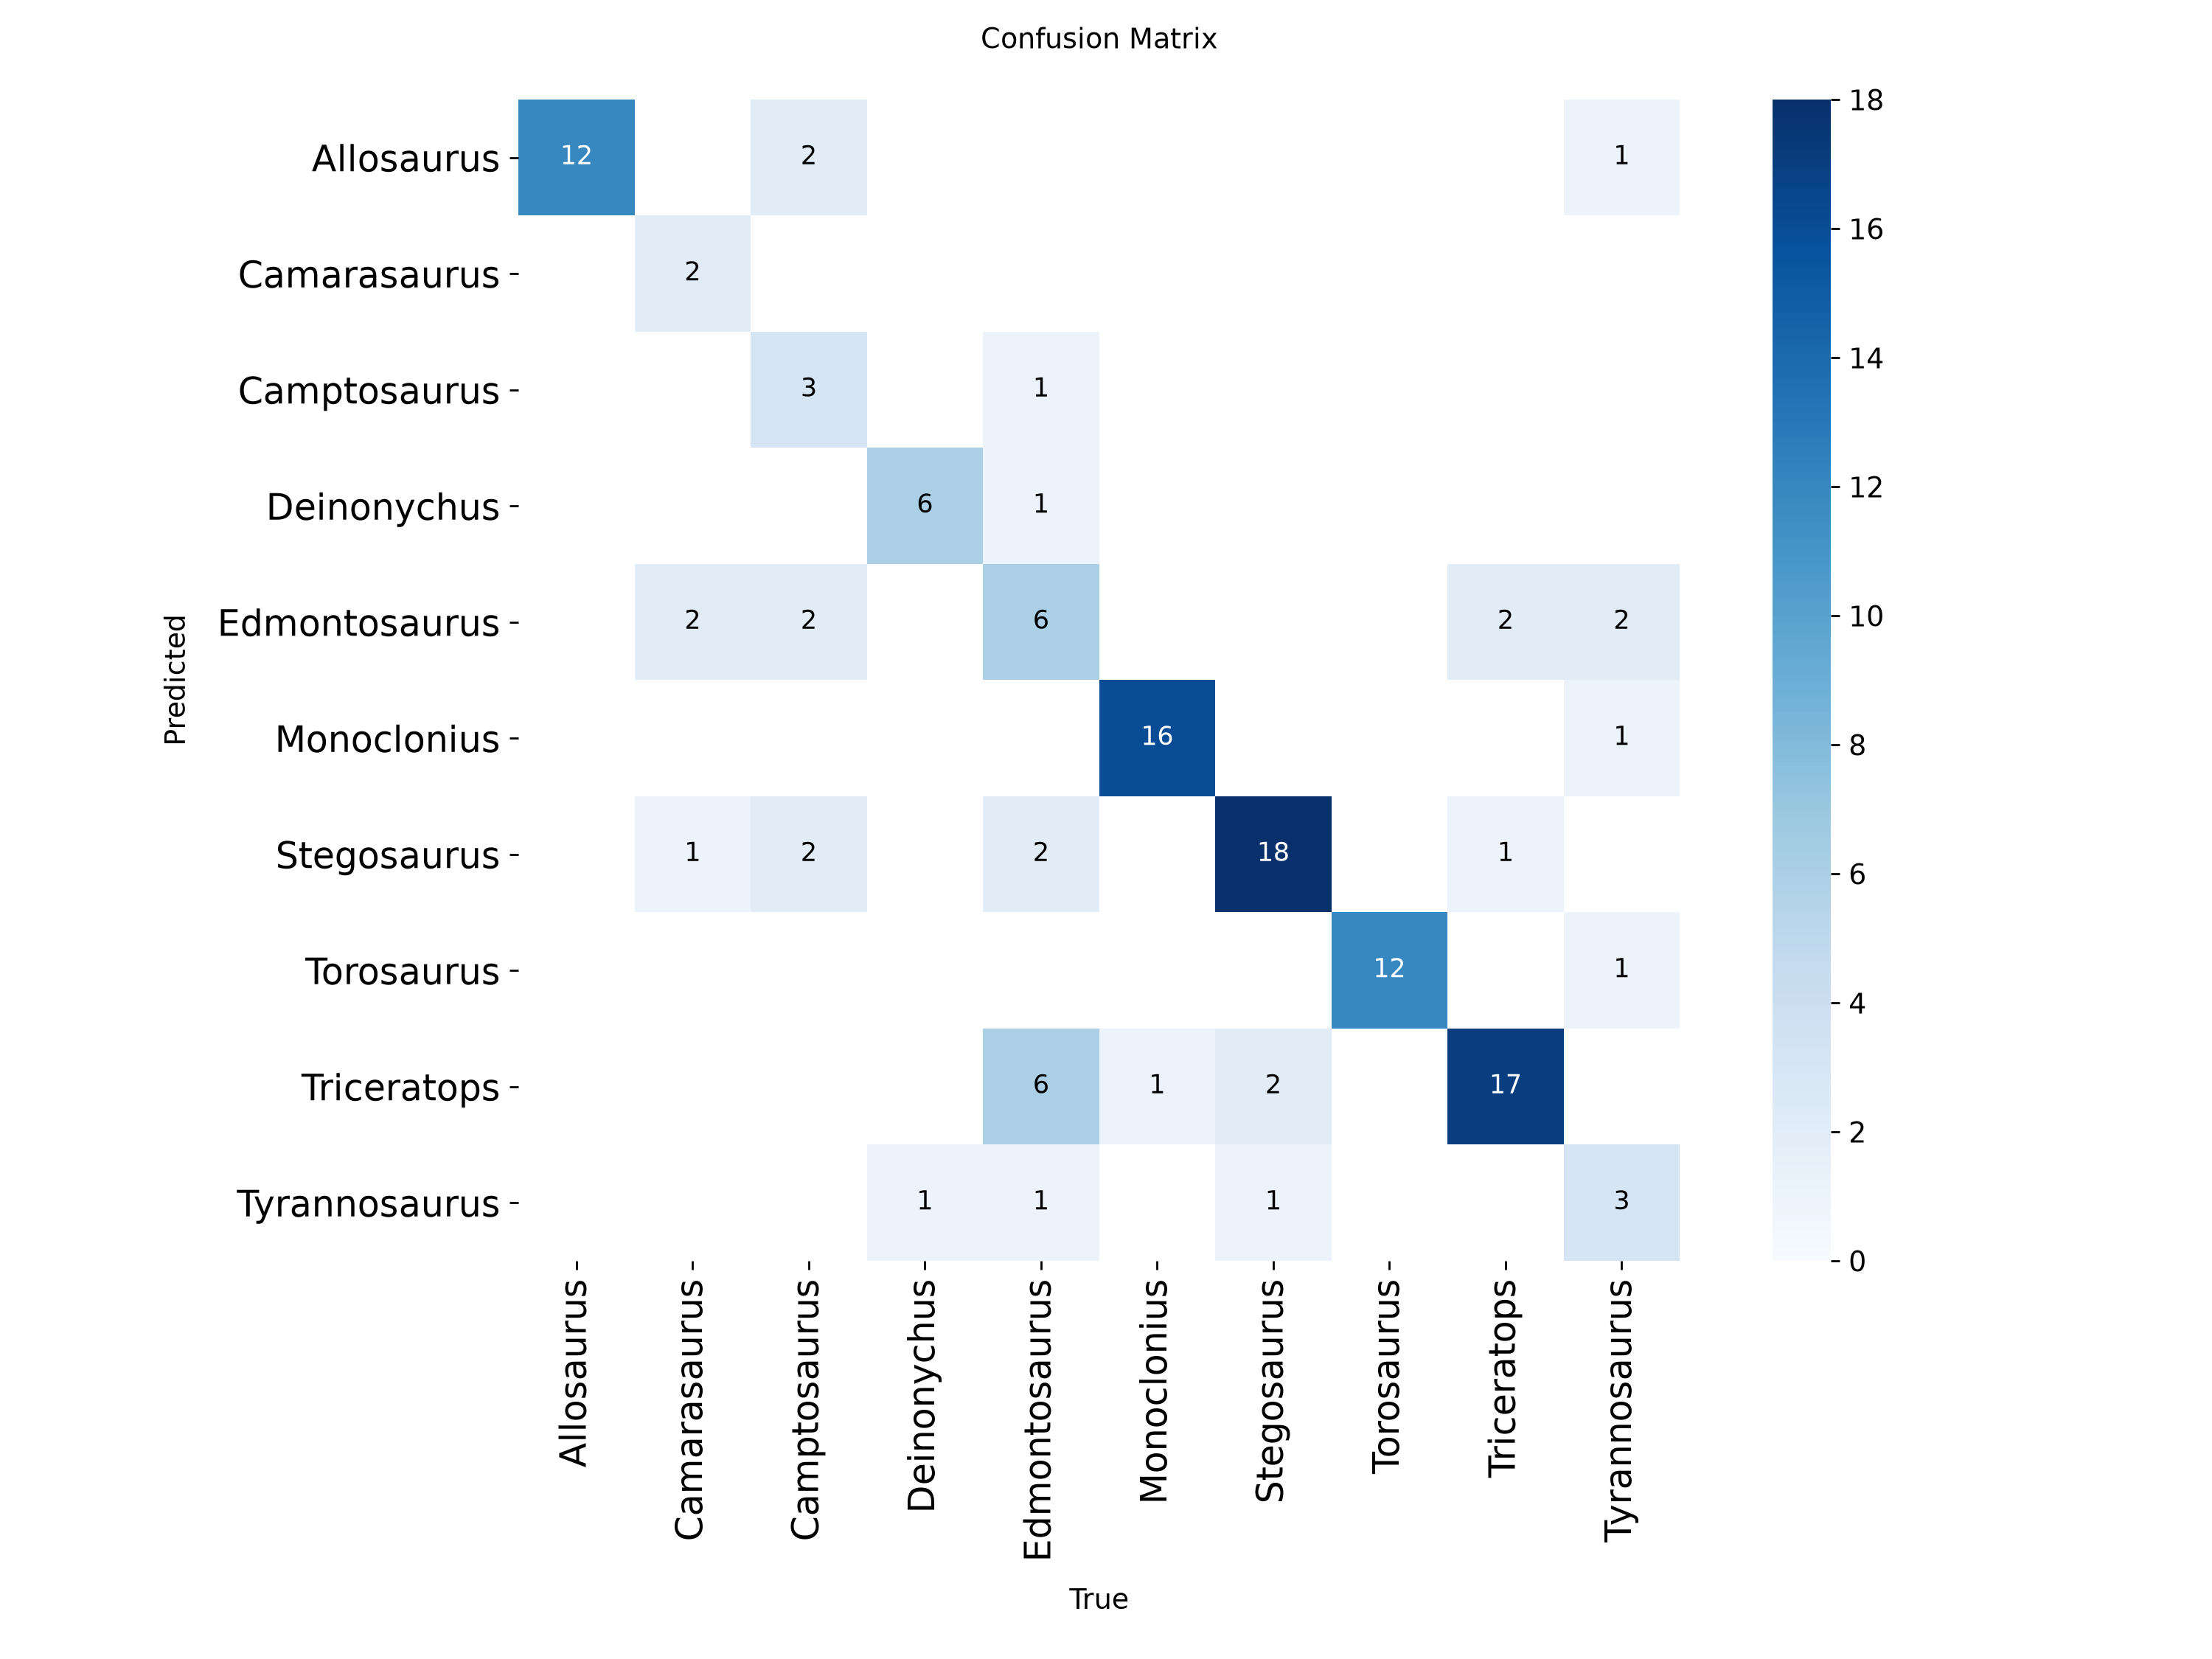 Confusion Matrix
Allosaurus 12 2 1
Camarasaurus 2
Camptosaurus 3 1
Deinonychus 6 1
Edmontosaurus 2 2 6 2 2
Monoclonius 16 1
Stegosaurus 1 2 2 18 1
Torosaurus 12 1
Triceratops 6 1 2 17
Tyrannosaurus 1 1 1 3
Predicted
Allosaurus
Camarasaurus
Camptosaurus
Deinonychus
Edmontosaurus
Monoclonius
Stegosaurus
Torosaurus
Triceratops
Tyrannosaurus
True
18
16
14
12
10
8
6
4
2
0